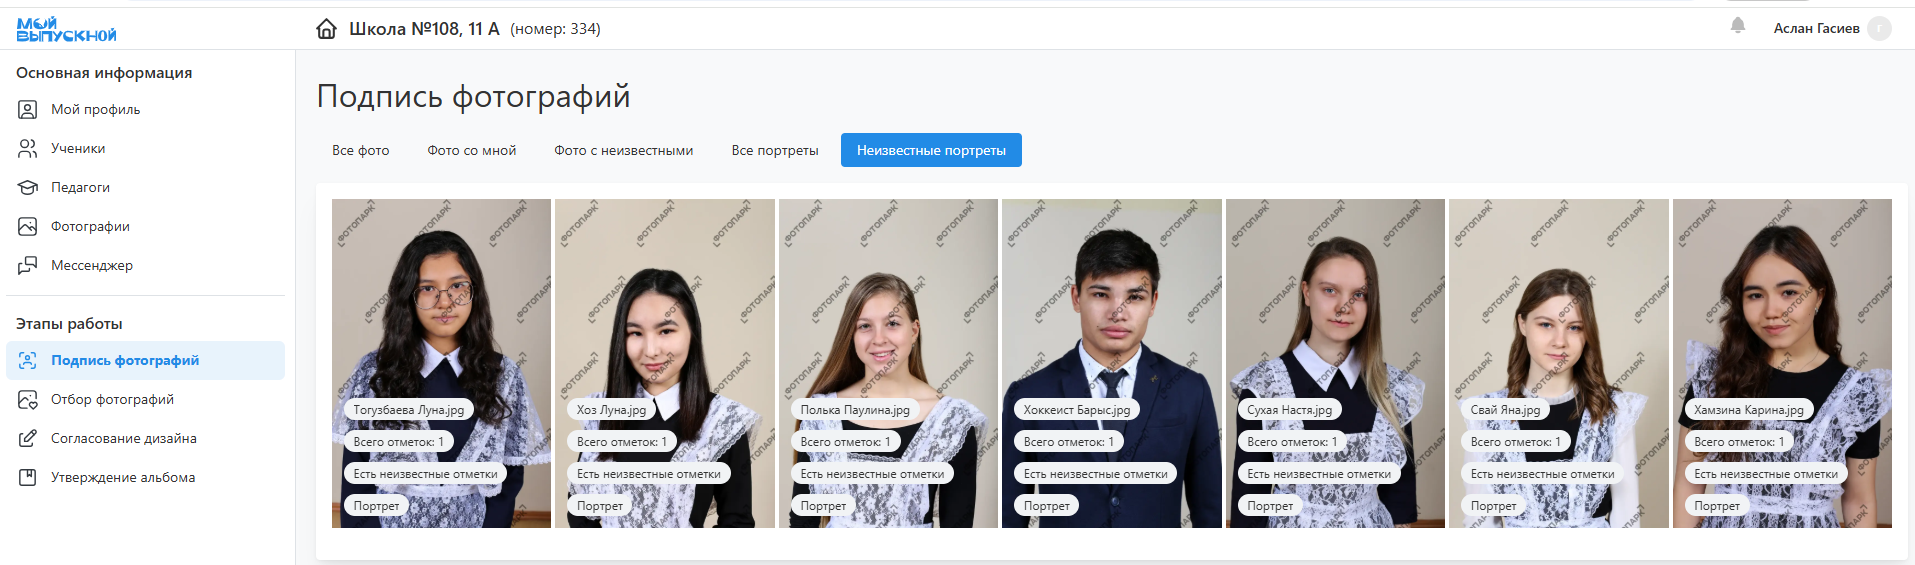 МОЙ
ВЫПУСКНОЙ
Школа №108, 11 А (номер: 334)
Аслан Гасиев
г
Основная информация
Мой профиль
Ученики
Педагоги
Фотографии
Мессенджер
Этапы работы
Подпись фотографий
Отбор фотографий
Согласование дизайна
Утверждение альбома
Подпись фотографий
Все фото
Фото со мной
Фото с неизвестными
Все портреты
Неизвестные портреты
ФОТОПАРК
Тогузбаева Луна.jpg
Всего отметок: 1
Есть неизвестные отметки
Портрет
Хоз Луна.jpg
Всего отметок: 1
Есть неизвестные отметки
Портрет
Полька Паулина.jpg
Всего отметок: 1
Есть неизвестные отметки
Портрет
Хоккеист Барыс.jpg
Всего отметок: 1
Есть неизвестные отметки
Портрет
Сухая Настя.jpg
Всего отметок: 1
Есть неизвестные отметки
Портрет
Свай Яна.jpg
Всего отметок: 1
Есть неизвестные отметки
Портрет
Хамзина Карина.jpg
Всего отметок: 1
Есть неизвестные отметки
Портрет